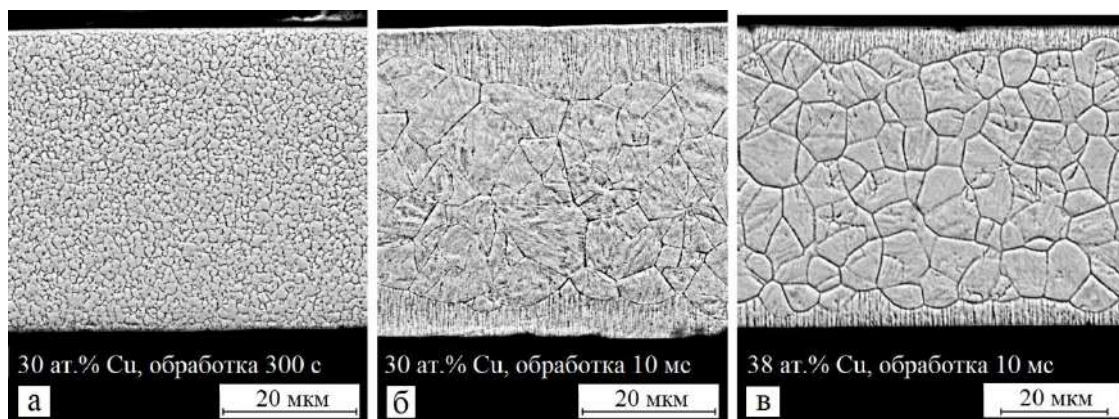 30 ат.% Cu, обработка 300 с
а
20 мкм
30 ат.% Cu, обработка 10 мс
б
20 мкм
38 ат.% Cu, обработка 10 мс
в
20 мкм